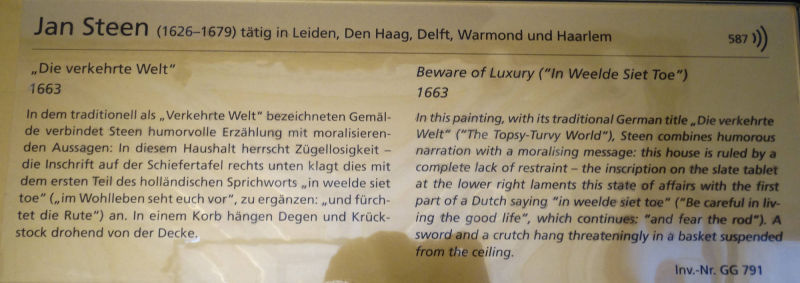 Jan Steen (1626–1679) tätig in Leiden, Den Haag, Delft, Warmond und Haarlem
587
„Die verkehrte Welt“
1663
In dem traditionell als „Verkehrte Welt“ bezeichneten Gemäl-
de verbindet Steen humorvolle Erzählung mit moralisieren-
den Aussagen: In diesem Haushalt herrscht Zügellosigkeit –
die Inschrift auf der Schiefertafel rechts unten klagt dies mit
dem ersten Teil des holländischen Sprichworts „in weelde siet
toe“ („im Wohlleben seht euch vor“, zu ergänzen: „und fürch-
tet die Rute“) an. In einem Korb hängen Degen und Krück-
stock drohend von der Decke.
Beware of Luxury (“In Weelde Siet Toe”)
1663
In this painting, with its traditional German title „Die verkehrte
Welt“ (“The Topsy-Turvy World”), Steen combines humorous
narration with a moralising message: this house is ruled by a
complete lack of restraint – the inscription on the slate tablet
at the lower right laments this state of affairs with the first
part of a Dutch saying “in weelde siet toe” (“Be careful in liv-
ing the good life”, which continues: “and fear the rod”). A
sword and a crutch hang threateningly in a basket suspended
from the ceiling.
Inv.-Nr. GG 791